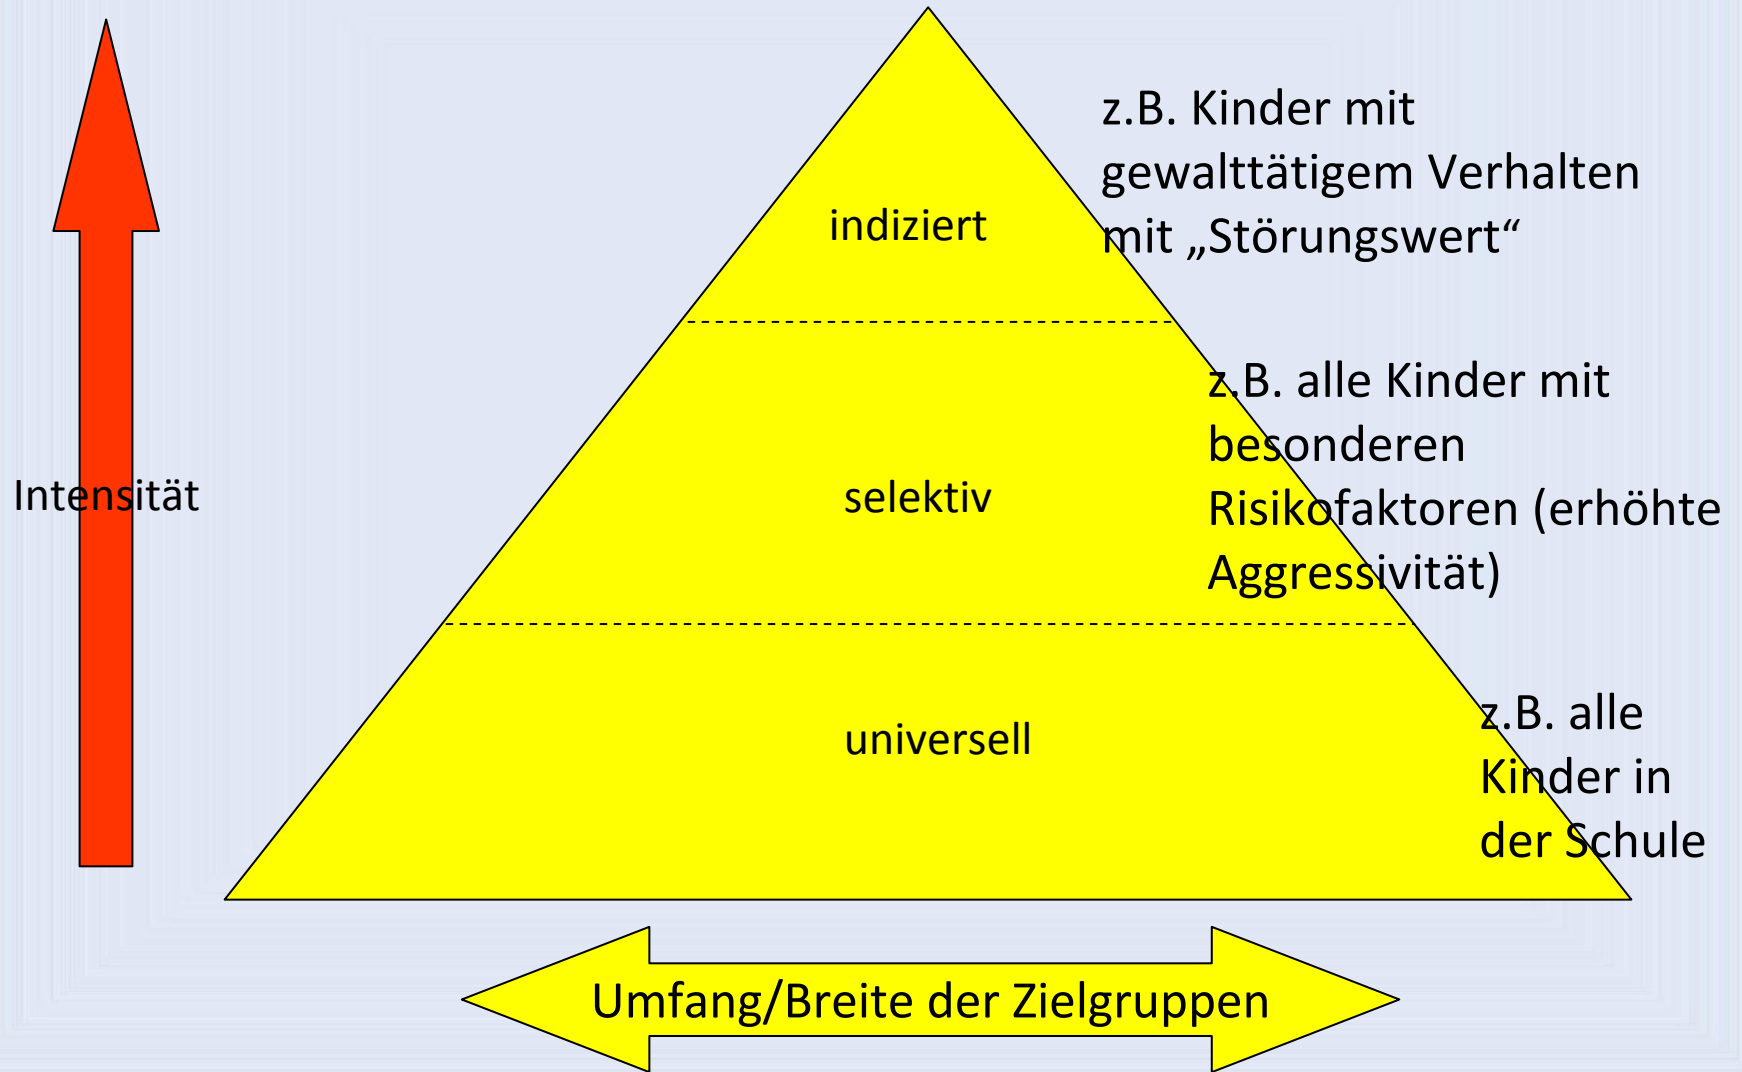 z.B. Kinder mit
gewalttätigem Verhalten
mit „Störungswert“
indiziert
z.B. alle Kinder mit
besonderen
Risikofaktoren (erhöhte
Aggressivität)
Intensität
selektiv
z.B. alle
Kinder in
der Schule
universell
Umfang/Breite der Zielgruppen